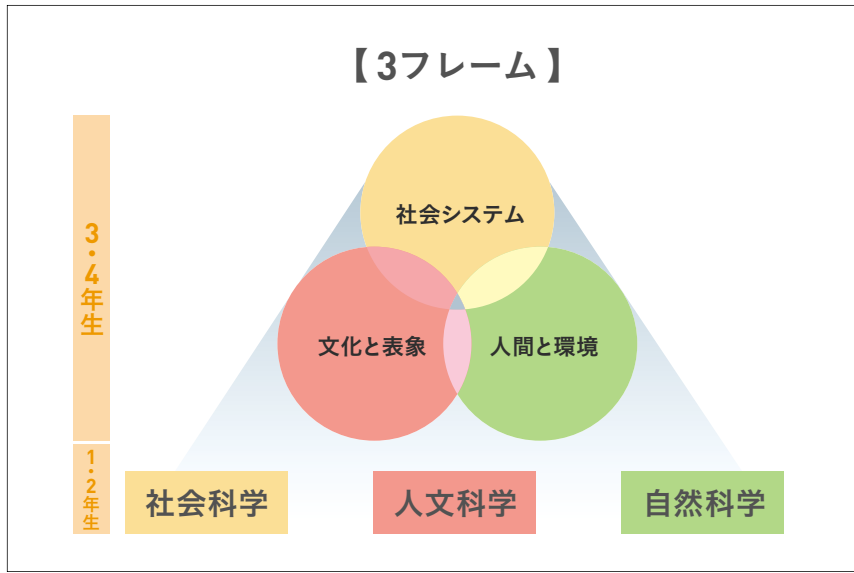 【3フレーム】
3・4年生
社会システム
文化と表象
人間と環境
1・2年生
社会科学
人文科学
自然科学